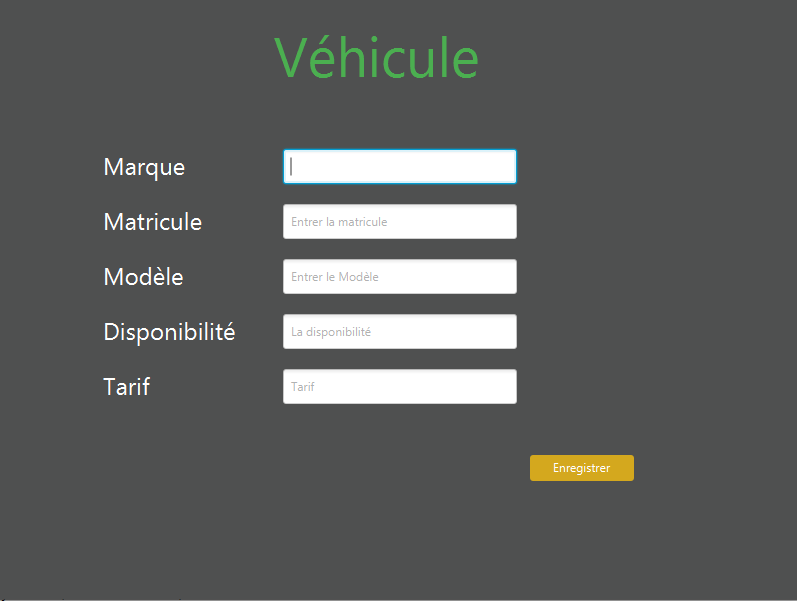 Véhicule
Marque
Matricule
Entrer la matricule
Modèle
Entrer le Modèle
Disponibilité
La disponibilité
Tarif
Tarif
Enregistrer